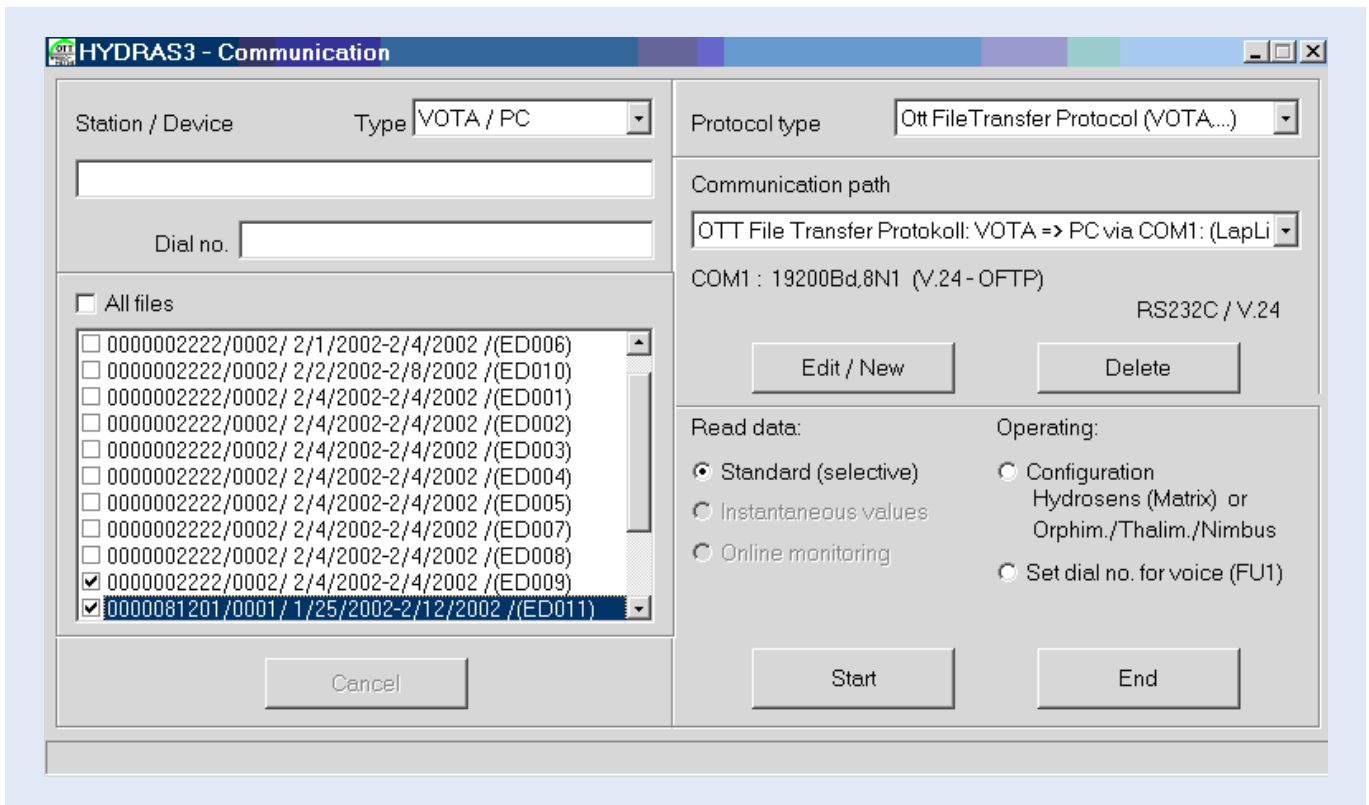 HYDRAS3 - Communication
Station / Device
Type
VOTA / PC
Dial no.
All files
0000002222/0002/ 2/1/2002-2/4/2002 /(ED006)
0000002222/0002/ 2/2/2002-2/8/2002 /(ED010)
0000002222/0002/ 2/4/2002-2/4/2002 /(ED001)
0000002222/0002/ 2/4/2002-2/4/2002 /(ED002)
0000002222/0002/ 2/4/2002-2/4/2002 /(ED003)
0000002222/0002/ 2/4/2002-2/4/2002 /(ED004)
0000002222/0002/ 2/4/2002-2/4/2002 /(ED005)
0000002222/0002/ 2/4/2002-2/4/2002 /(ED007)
0000002222/0002/ 2/4/2002-2/4/2002 /(ED008)
0000002222/0002/ 2/4/2002-2/4/2002 /(ED009)
0000081201/0001/ 1/25/2002-2/12/2002 /(ED011)
Cancel
Protocol type
Ott FileTransfer Protocol (VOTA,...)
Communication path
OTT File Transfer Protokoll: VOTA => PC via COM1: (LapLi
COM1 : 19200Bd,8N1 (V.24 - OFTP)
RS232C / V.24
Edit / New
Delete
Read data:
Standard (selective)
Instantaneous values
Online monitoring
Operating:
Configuration
Hydrosens (Matrix) or
Orphim./Thalim./Nimbus
Set dial no. for voice (FU1)
Start
End